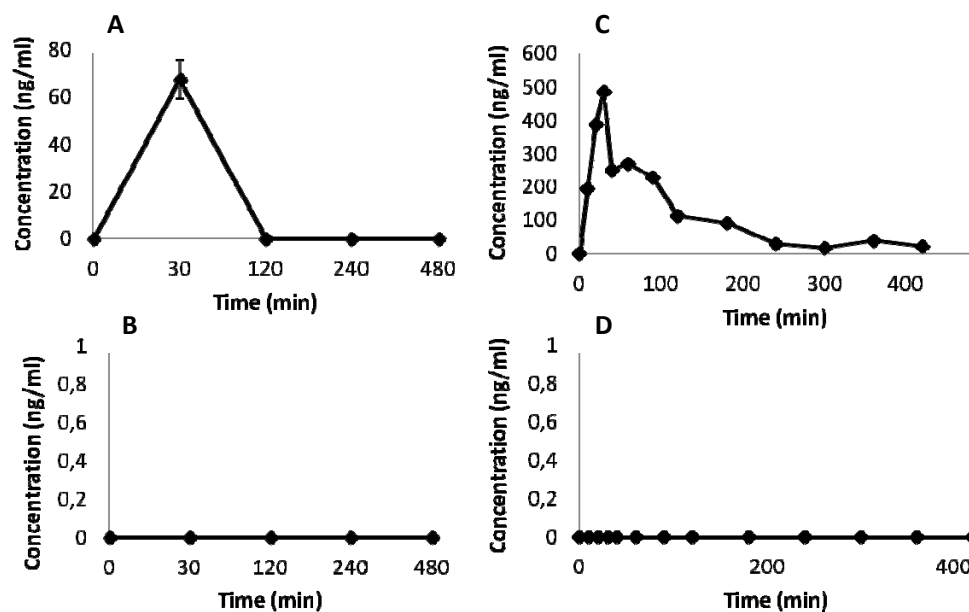 A
Concentration (ng/ml)
80
60
40
20
0
0 30 120 240 480
Time (min)
C
Concentration (ng/ml)
600
500
400
300
200
100
0
0 100 200 300 400
Time (min)
B
Concentration (ng/ml)
1
0,8
0,6
0,4
0,2
0
0 30 120 240 480
Time (min)
D
Concentration (ng/ml)
1
0,8
0,6
0,4
0,2
0
0 200 400
Time (min)